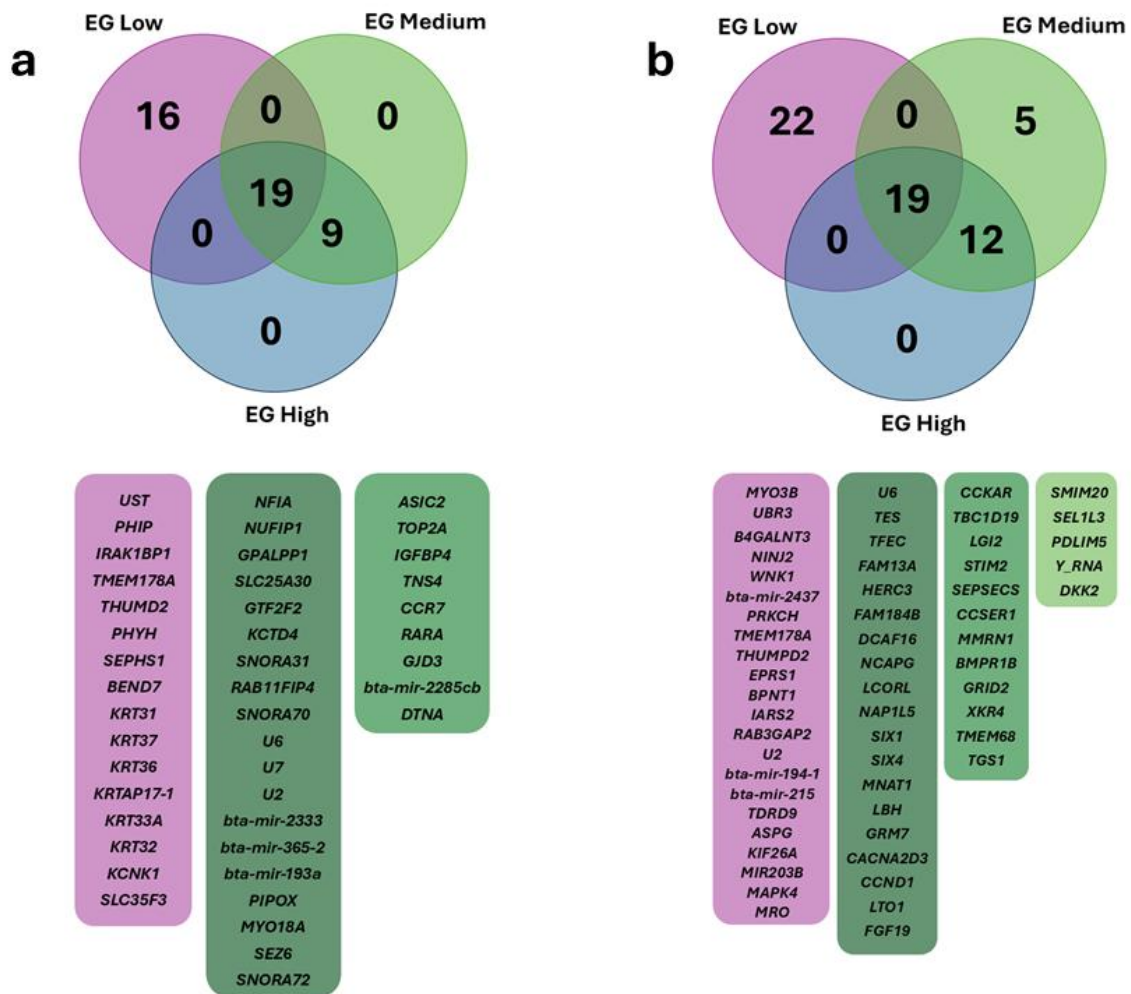 a
EG Low
EG Medium
16
0
0
19
0
9
0
EG High
UST
PHIP
IRAK1BP1
TMEM178A
THUMD2
PHYH
SEPHS1
BEND7
KRT31
KRT37
KRT36
KRTAP17-1
KRT33A
KRT32
KCNK1
SLC35F3
NFIA
NUFIP1
GPALPP1
SLC25A30
GTF2F2
KCTD4
SNORA31
RAB11FIP4
SNORA70
U6
U7
U2
bta-mir-2333
bta-mir-365-2
bta-mir-193a
PIPOX
MYO18A
SEZ6
SNORA72
ASIC2
TOP2A
IGFBP4
TNS4
CCR7
RARA
GJD3
bta-mir-2285cb
DTNA
b
EG Low
EG Medium
22
0
5
19
0
12
0
EG High
MYO3B
UBR3
B4GALNT3
NINJ2
WNK1
bta-mir-2437
PRKCH
TMEM178A
THUMPD2
EPRS1
BPNT1
IARS2
RAB3GAP2
U2
bta-mir-194-1
bta-mir-215
TDRD9
ASPG
KIF26A
MIR203B
MAPK4
MRO
U6
TES
TFEC
FAM13A
HERC3
FAM184B
DCAF16
NCAPG
LCORL
NAP1L5
SIX1
SIX4
MNAT1
LBH
GRM7
CACNA2D3
CCND1
LTO1
FGF19
CCKAR
TBC1D19
LGI2
STIM2
SEPSECS
CCSER1
MMRN1
BMPR1B
GRID2
XKR4
TMEM68
TGS1
SMIM20
SEL1L3
PDLIM5
Y_RNA
DKK2